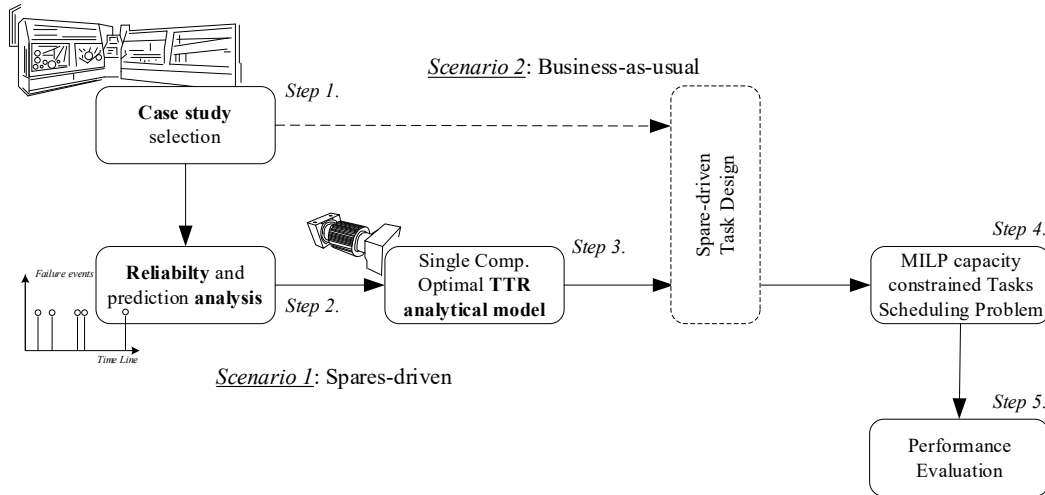 Scenario 2: Business-as-usual
Step 1.
Case study
selection
Spare-driven
Task Design
Step 3.
Step 4.
Failure events
Reliabilty and
prediction analysis
Step 2.
Single Comp.
Optimal TTR
analytical model
MILP capacity
constrained Tasks
Scheduling Problem
Time Line
Scenario 1: Spares-driven
Step 5.
Performance
Evaluation